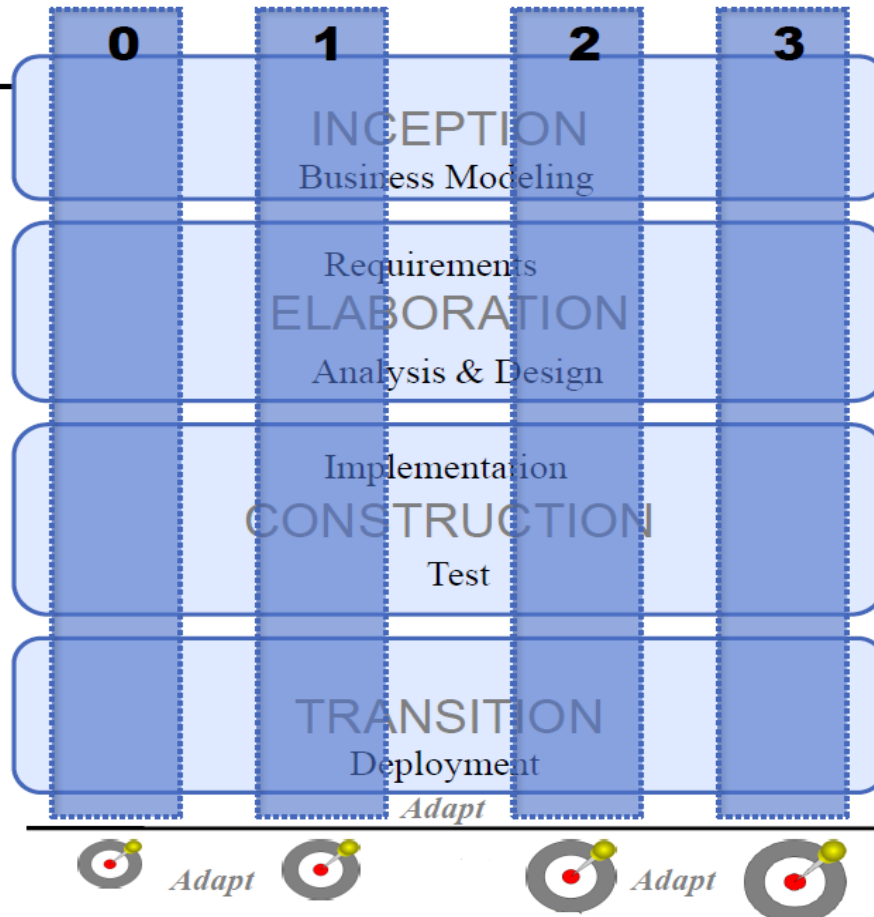 0 1 2 3
INCEPTION
Business Modeling
Requirements
ELABORATION
Analysis & Design
Implementation
CONSTRUCTION
Test
TRANSITION
Deployment
Adapt
Adapt Adapt